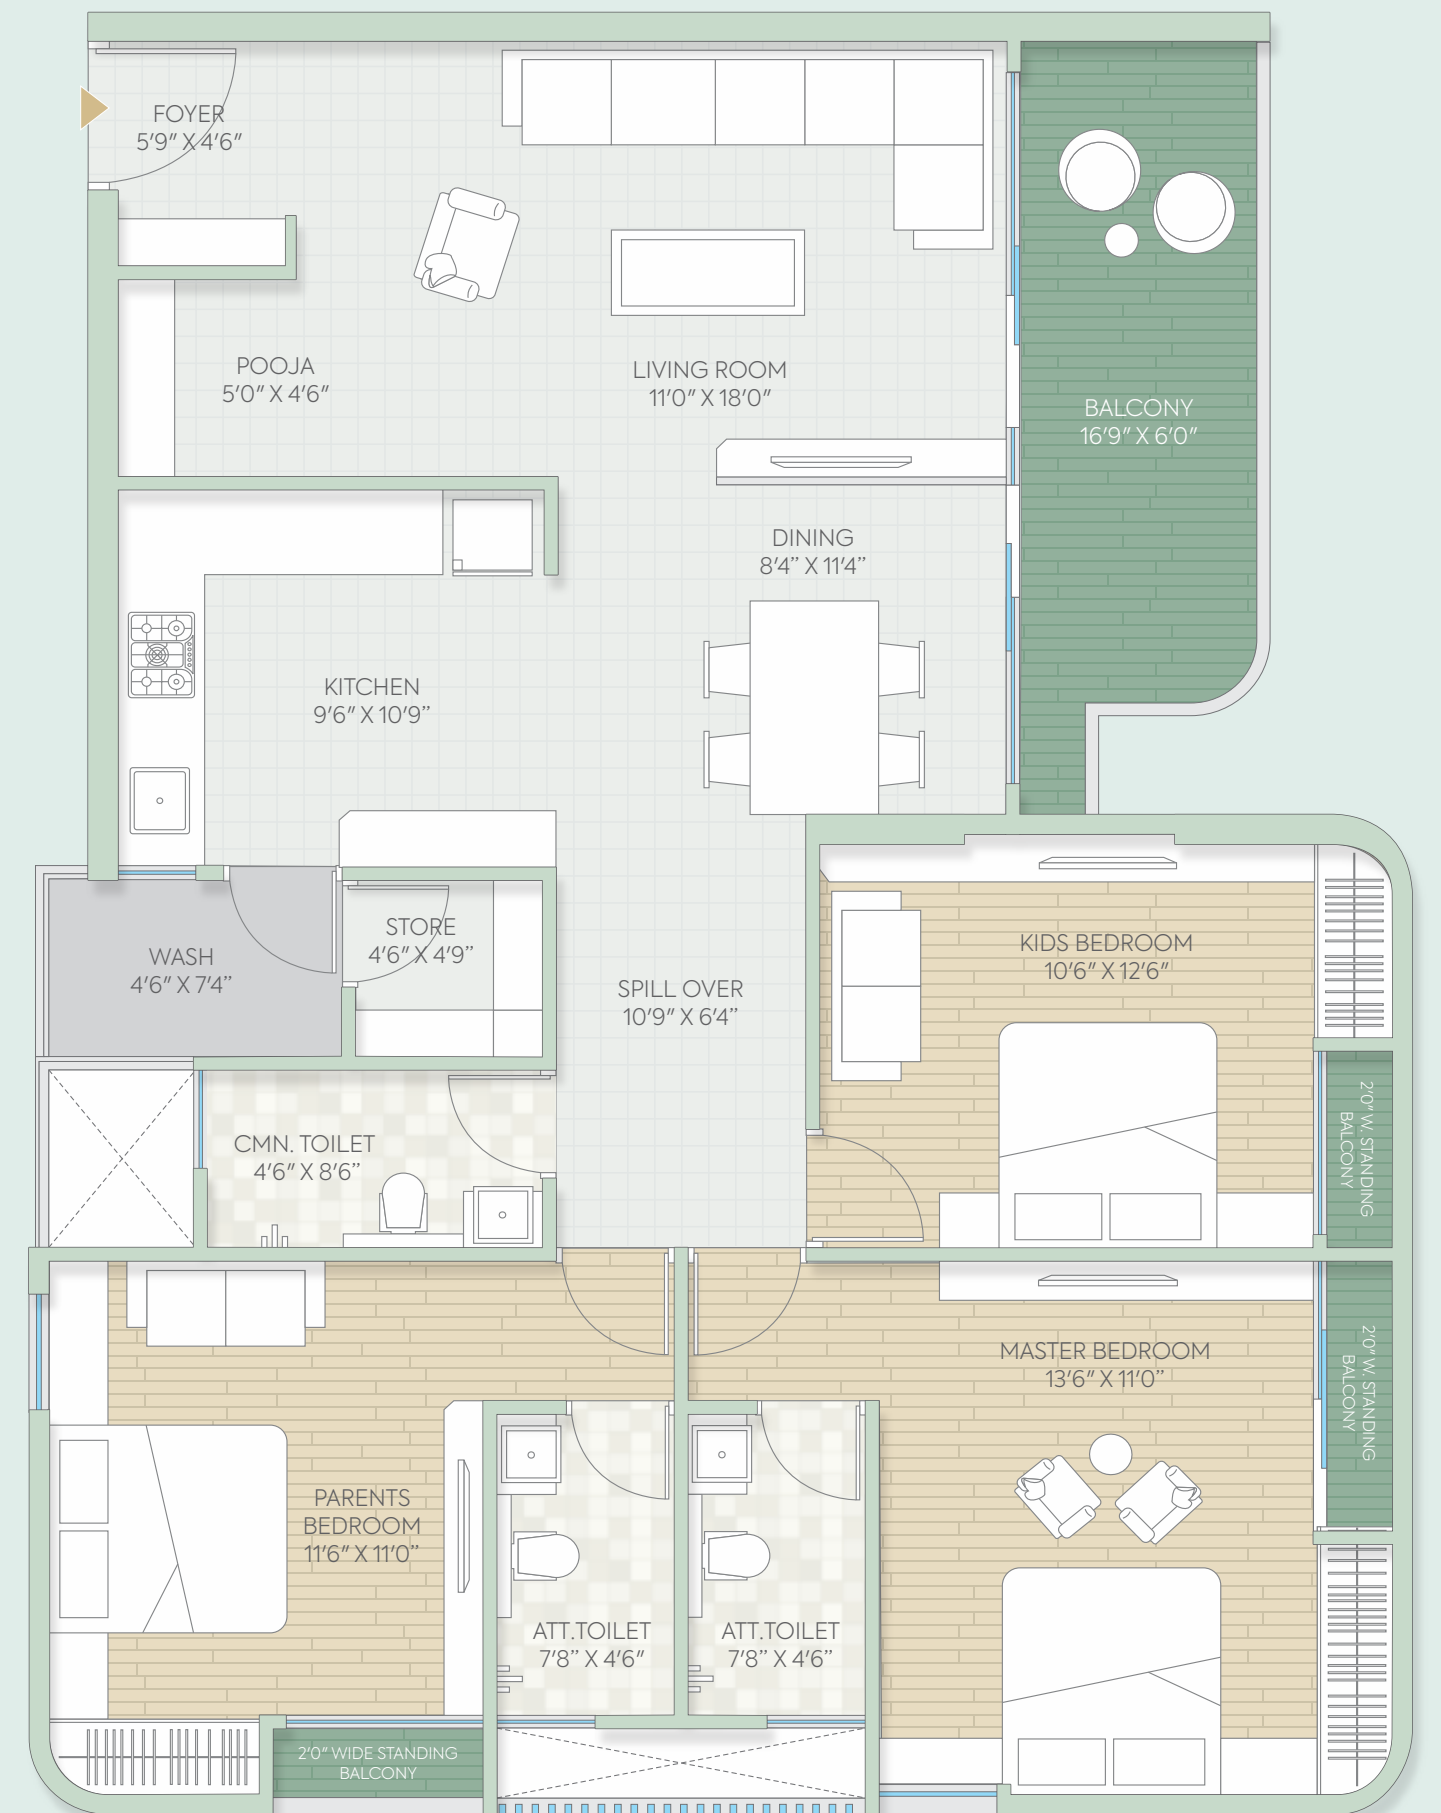 FOYER
5'9" X 4'6"
POOJA
5'0" X 4'6"
LIVING ROOM
11'0" X 18'0"
BALCONY
16'9" X 6'0"
DINING
8'4” X 11'4”
KITCHEN
9'6" X 10'9”
STORE
4'6" X 4'9”
WASH
4'6" X 7'4”
SPILL OVER
10'9" X 6'4”
KIDS BEDROOM
10'6" X 12'6"
2'0" W. STANDING
BALCONY
CMN. TOILET
4'6" X 8'6”
MASTER BEDROOM
13'6" X 11'0”
2'0" W. STANDING
BALCONY
PARENTS
BEDROOM
11'6" X 11'0”
ATT.TOILET
7'8” X 4'6"
ATT.TOILET
7'8” X 4'6”
2'0" WIDE STANDING
BALCONY